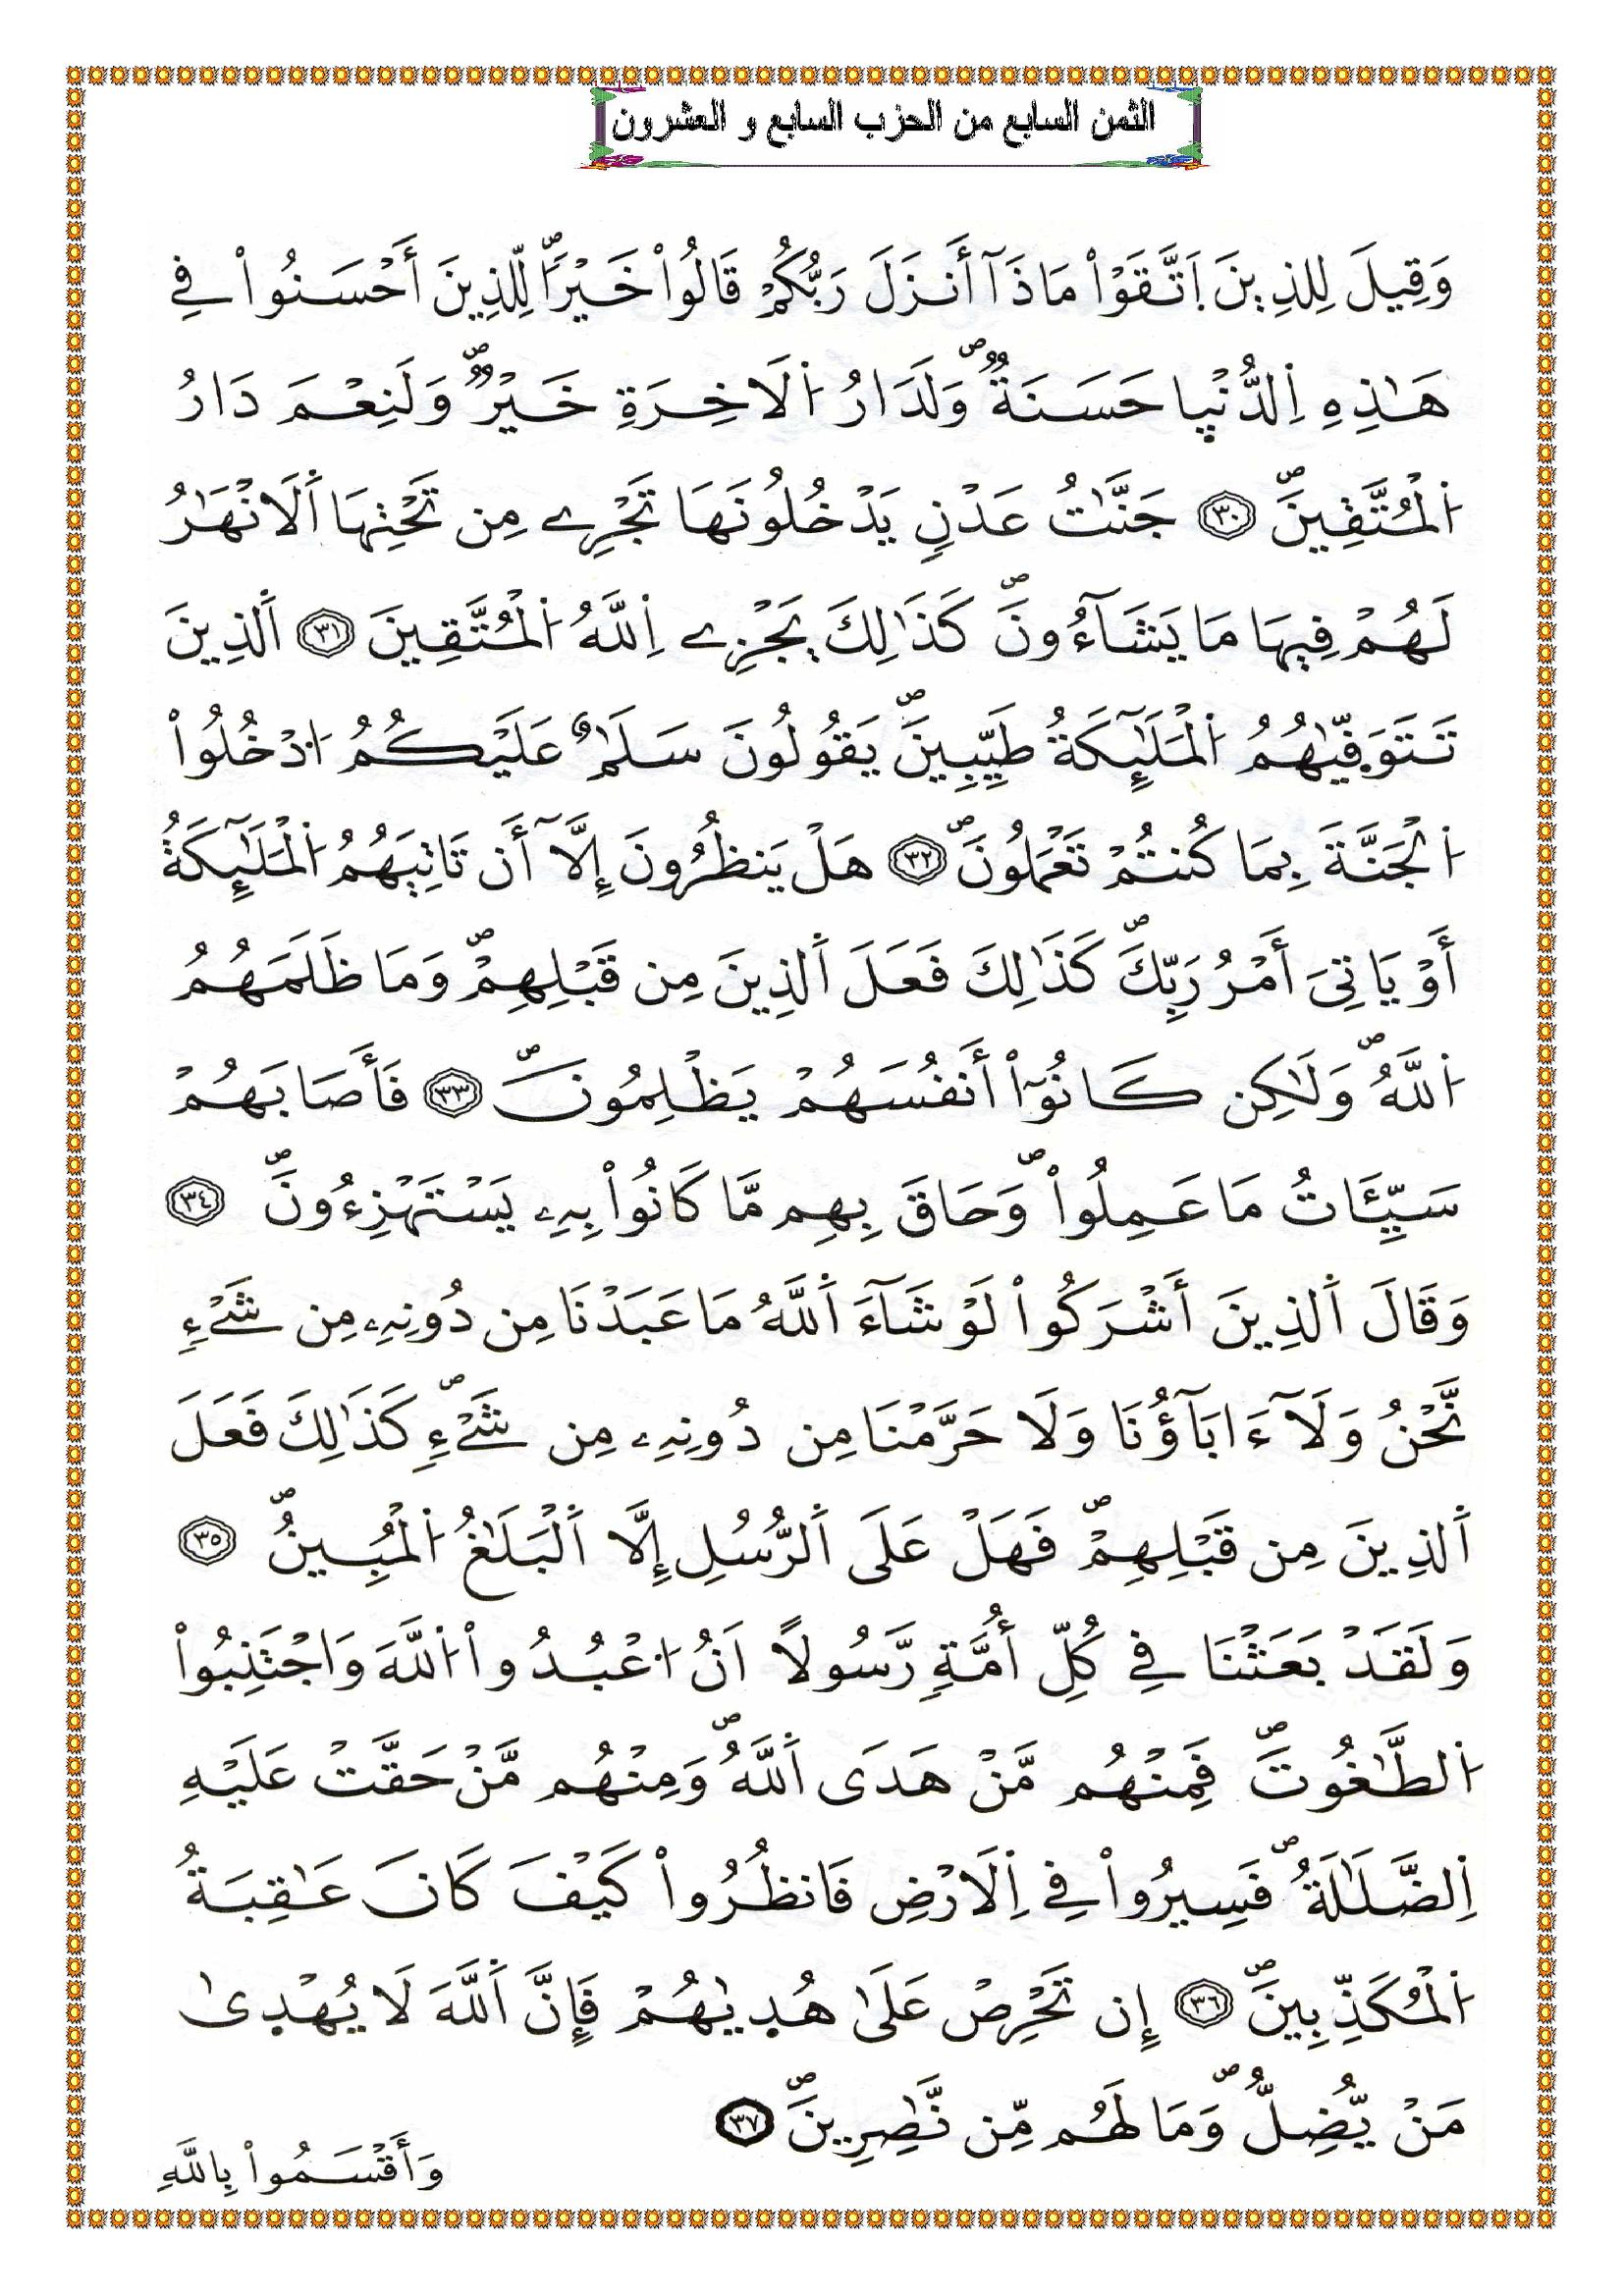 الثمن السابع من الحزب السابع و العشرون
وَقِيلَ لِلذِينَ اَتَّقَوْاْ مَاذَآ أَنزَلَ رَبُّكُمْ قَالُواْ خَيْراٗۖ لِّلذِينَ أَحْسَنُواْ فِے
هَٰذِهِ اِلدُّنْيِا حَسَنَةٞۖ وَلَدَارُ اُ۬لَاخِرَةِ خَيْرٞۖ وَلَنِعْمَ دَارُ
اُ۬لْمُتَّقِينَۖ ٣٠ جَنَّٰتُ عَدْنٖ يَدْخُلُونَهَا تَجْرِے مِن تَحْتِهَا اَ۬لَانْهَٰرُ
لَهُمْ فِيهَا مَا يَشَآءُونَۖ كَذَٰلِكَ يَجْزِے اِ۬للَّهُ اُ۬لْمُتَّقِينَ ٣١ اَ۬لذِينَ
تَتَوَفّ۪يٰهُمُ اُ۬لْمَلَٰٓئِكَةُ طَيِّبِينَۖ يَقُولُونَ سَلَٰمٌ عَلَيْكُمُ اُ۟دْخُلُواْ
اُ۬لْجَنَّةَ بِمَا كُنتُمْ تَعْمَلُونَۖ ٣٢ هَلْ يَنظُرُونَ إِلَّآ أَن تَاتِيَهُمُ اُ۬لْمَلَٰٓئِكَةُ
أَوْ يَاتِيَ أَمْرُ رَبِّكَۖ كَذَٰلِكَ فَعَلَ اَ۬لذِينَ مِن قَبْلِهِمْۖ وَمَا ظَلَمَهُمُ
اُ۬للَّهُۖ وَلَٰكِن كَانُوٓاْ أَنفُسَهُمْ يَظْلِمُونَۖ ٣٣ فَأَصَابَهُمْ
سَيِّـَٔاتُ مَا عَمِلُواْۖ وَحَاقَ بِهِم مَّا كَانُواْ بِهِۦ يَسْتَهْزِءُونَۖ ٣٤
وَقَالَ اَ۬لذِينَ أَشْرَكُواْ لَوْ شَآءَ اَ۬للَّهُ مَا عَبَدْنَا مِن دُونِهِۦ مِن شَےْءٖ
نَّحْنُ وَلَآ ءَابَآؤُنَا وَلَا حَرَّمْنَا مِن دُونِهِۦ مِن شَےْءٖۖ كَذَٰلِكَ فَعَلَ
اَ۬لذِينَ مِن قَبْلِهِمْۖ فَهَلْ عَلَى اَ۬لرُّسُلِ إِلَّا اَ۬لْبَلَٰغُ اُ۬لْمُبِينُۖ ٣٥
وَلَقَدْ بَعَثْنَا فِے كُلِّ أُمَّةٖ رَّسُولاً اَنُ اُ۟عْبُدُواْ اُ۬للَّهَ وَاجْتَنِبُواْ
اُ۬لطَّٰغُوتَۖ فَمِنْهُم مَّنْ هَدَى اَ۬للَّهُۖ وَمِنْهُم مَّنْ حَقَّتْ عَلَيْهِ
اِ۬لضَّلَٰلَةُۖ فَسِيرُواْ فِے اِ۬لَارْضِ فَانظُرُواْ كَيْفَ كَانَ عَٰقِبَةُ
اُ۬لْمُكَذِّبِينَۖ ٣٦ إِن تَحْرِصْ عَلَىٰ هُد۪يٰهُمْ فَإِنَّ اَ۬للَّهَ لَا يُهْد۪ىٰ
مَنْ يُّضِلُّۖ وَمَا لَهُم مِّن نَّٰصِرِينَۖ ٣٧
وَأَقْسَمُواْ بِاللَّهِ